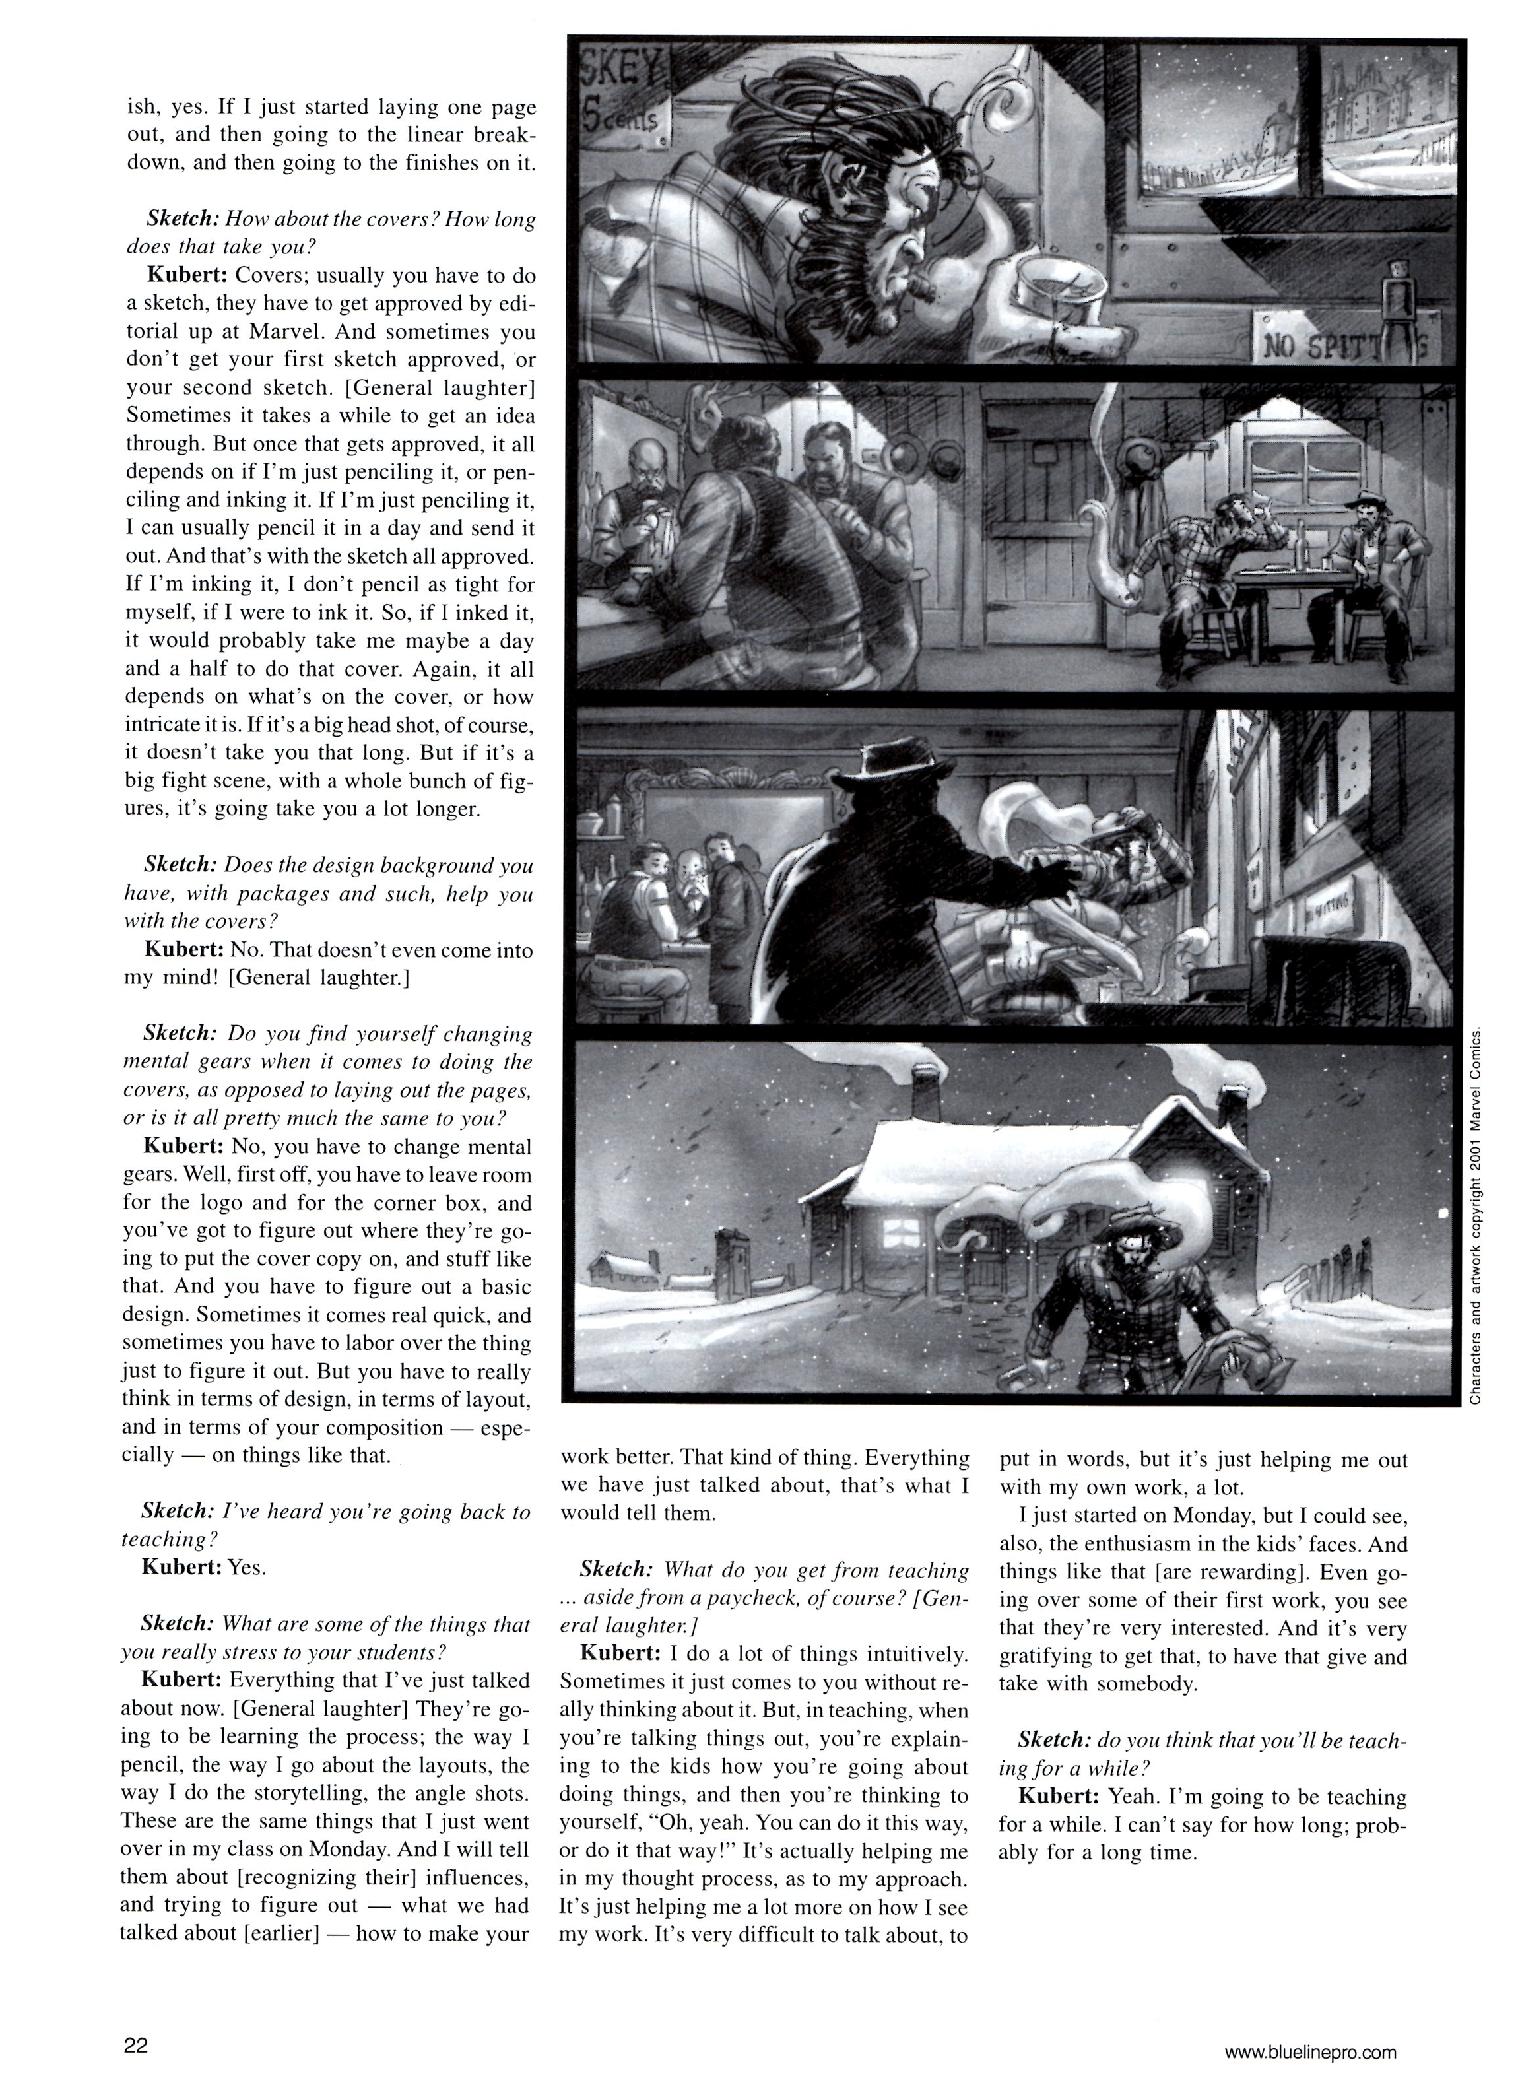 ish, yes. If I just started laying one page
out, and then going to the linear break-
down, and then going to the finishes on it.
Sketch: How about the covers? How long
does that take you?
Kubert: Covers; usually you have to do
a sketch, they have to get approved by edi-
torial up at Marvel. And sometimes you
don't get your first sketch approved, or
your second sketch. [General laughter]
Sometimes it takes a while to get an idea
through. But once that gets approved, it all
depends on if I'm just penciling it, or pen-
ciling and inking it. If I'm just penciling it,
I can usually pencil it in a day and send it
out. And that's with the sketch all approved.
If I'm inking it, I don't pencil as tight for
myself, if I were to ink it. So, if I inked it,
it would probably take me maybe a day
and a half to do that cover. Again, it all
depends on what's on the cover, or how
intricate it is. If it's a big head shot, of course,
it doesn't take you that long. But if it's a
big fight scene, with a whole bunch of fig-
ures, it's going take you a lot longer.
Sketch: Does the design background you
have, with packages and such, help you
with the covers?
Kubert: No. That doesn't even come into
my mind! [General laughter.]
Sketch: Do you find yourself changing
mental gears when it comes to doing the
covers, as opposed to laying out the pages,
or is it all pretty much the same to you?
Kubert: No, you have to change mental
gears. Well, first off, you have to leave room
for the logo and for the corner box, and
you've got to figure out where they're go-
ing to put the cover copy on, and stuff like
that. And you have to figure out a basic
design. Sometimes it comes real quick, and
sometimes you have to labor over the thing
just to figure it out. But you have to really
think in terms of design, in terms of layout,
and in terms of your composition — espe-
cially — on things like that.
Sketch: I've heard you're going back to
teaching?
Kubert: Yes.
Sketch: What are some of the things that
you really stress to your students?
Kubert: Everything that I've just talked
about now. [General laughter] They're go-
ing to be learning the process; the way I
pencil, the way I go about the layouts, the
way I do the storytelling, the angle shots.
These are the same things that I just went
over in my class on Monday. And I will tell
them about [recognizing their] influences,
and trying to figure out — what we had
talked about [earlier] — how to make your
SKEY
5 cents
NO SPITT G
ITTING
Characters and artwork copyright 2001 Marvel Comics.
work better. That kind of thing. Everything
we have just talked about, that's what I
would tell them.
Sketch: What do you get from teaching
... aside from a paycheck, of course? [Gen-
eral laughter.]
Kubert: I do a lot of things intuitively.
Sometimes it just comes to you without re-
ally thinking about it. But, in teaching, when
you're talking things out, you're explain-
ing to the kids how you're going about
doing things, and then you're thinking to
yourself, "Oh, yeah. You can do it this way,
or do it that way!" It's actually helping me
in my thought process, as to my approach.
It's just helping me a lot more on how I see
my work. It's very difficult to talk about, to
put in words, but it's just helping me out
with my own work, a lot.
I just started on Monday, but I could see,
also, the enthusiasm in the kids' faces. And
things like that [are rewarding]. Even go-
ing over some of their first work, you see
that they're very interested. And it's very
gratifying to get that, to have that give and
take with somebody.
Sketch: do you think that you'll be teach-
ing for a while?
Kubert: Yeah. I'm going to be teaching
for a while. I can't say for how long; prob-
ably for a long time.
22
www.bluelinepro.com